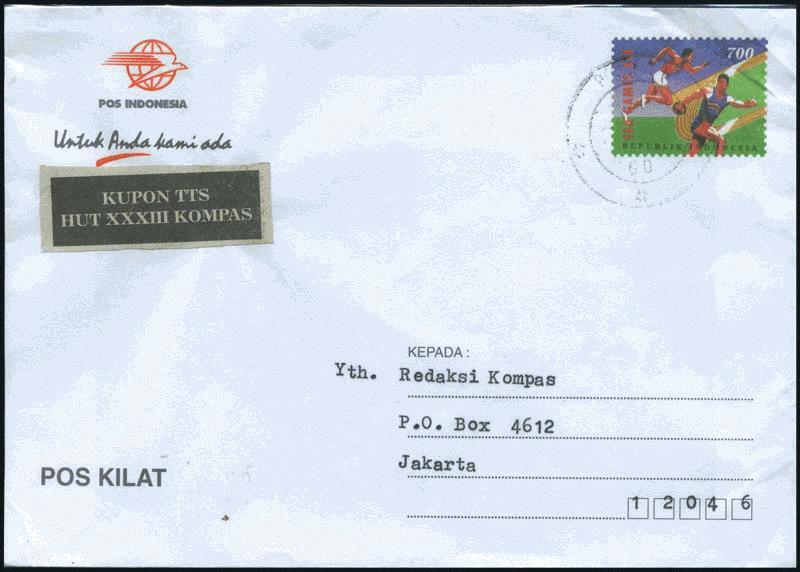 POS INDONESIA
Untuk Anda kami ada
KUPON TTS
HUT XXXIII KOMPAS
700
REPUBLIK INDONESIA
KEPADA :
Yth. Redaksi Kompas
P.O. Box 4612
Jakarta
POS KILAT
12046